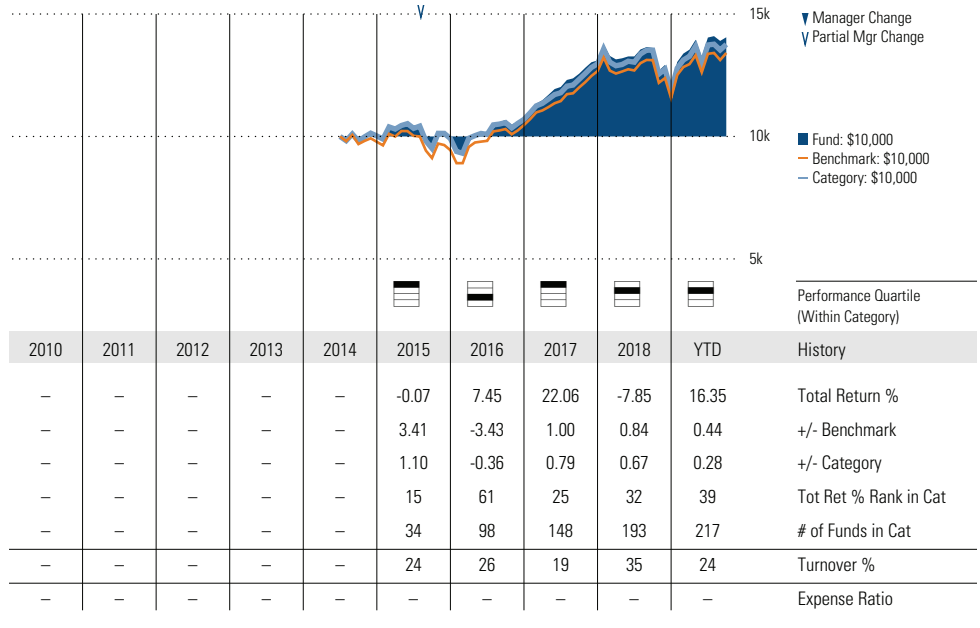 15k
▼ Manager Change
V Partial Mgr Change
10k
Fund: $10,000
Benchmark: $10,000
Category: $10,000
5k
Performance Quartile
(Within Category)
2010 2011 2012 2013 2014 2015 2016 2017 2018 YTD History
– – – – – -0.07 7.45 22.06 -7.85 16.35 Total Return %
– – – – – 3.41 -3.43 1.00 0.84 0.44 +/- Benchmark
– – – – – 1.10 -0.36 0.79 0.67 0.28 +/- Category
– – – – – 15 61 25 32 39 Tot Ret % Rank in Cat
– – – – – 34 98 148 193 217 # of Funds in Cat
– – – – – 24 26 19 35 24 Turnover %
– – – – – – – – – – Expense Ratio